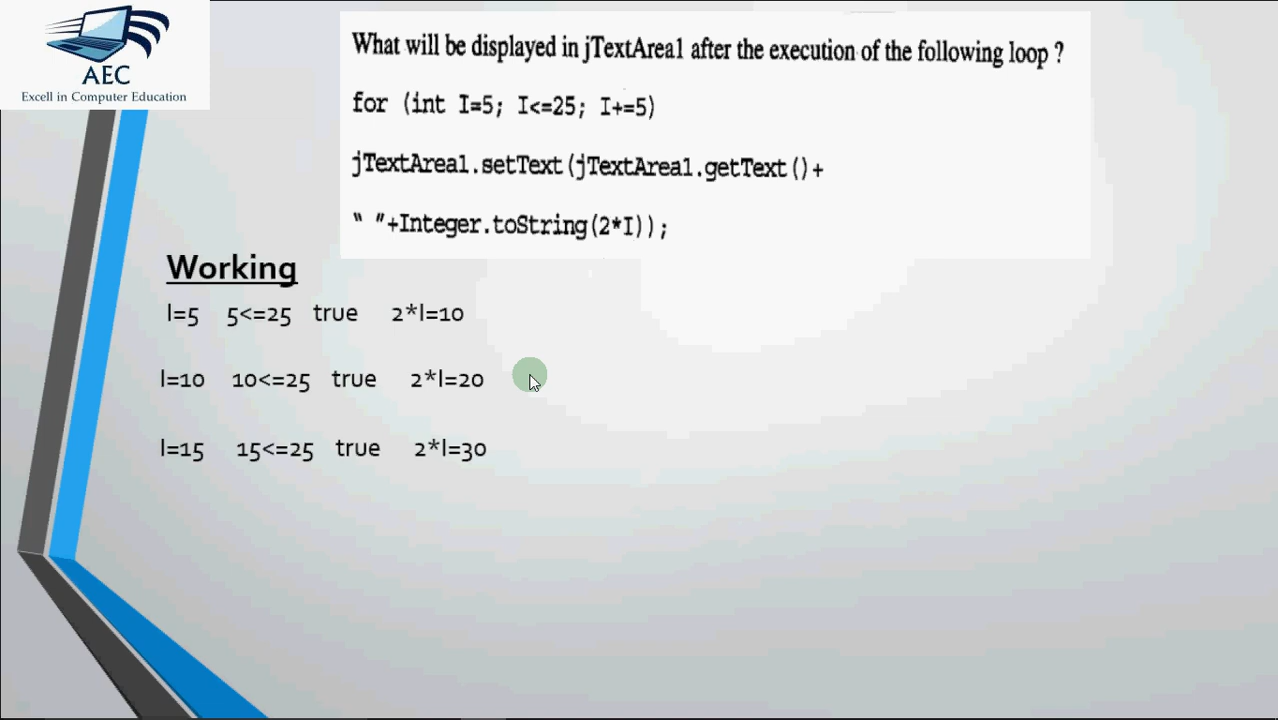 AEC
Excell in Computer Education
What will be displayed in jTextArea1 after the execution of the following loop ?
for (int I=5; I<=25; I+=5)
jTextArea1.setText(jTextArea1.getText()+
“ ”+Integer.toString(2*I));
Working
I=5 5<=25 true 2*I=10
I=10 10<=25 true 2*I=20
I=15 15<=25 true 2*I=30